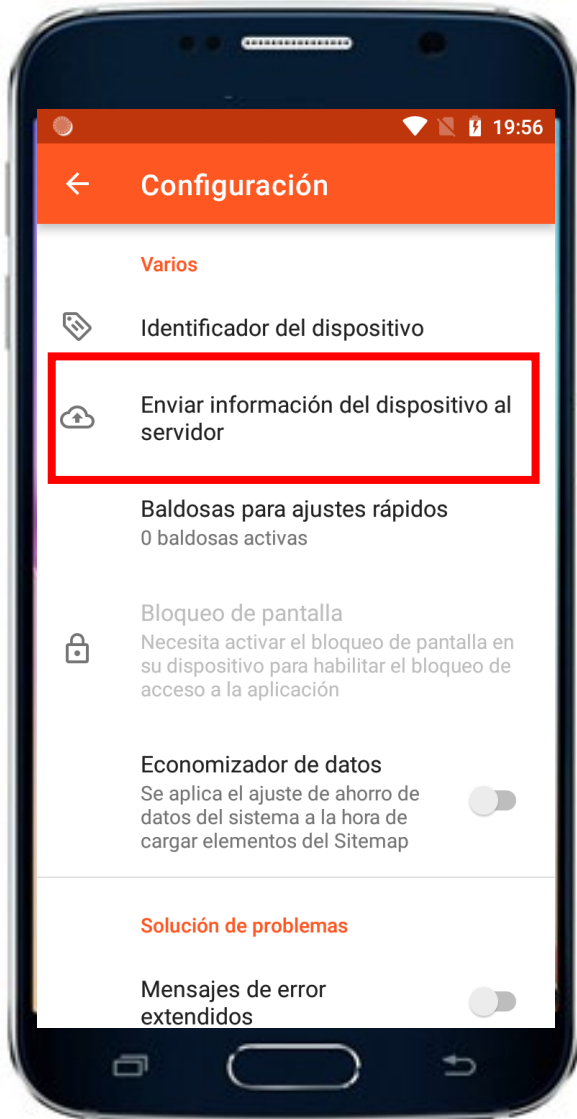 19:56
Configuración
Varios
Identificador del dispositivo
Enviar información del dispositivo al
servidor
Baldosas para ajustes rápidos
0 baldosas activas
Bloqueo de pantalla
Necesita activar el bloqueo de pantalla en
su dispositivo para habilitar el bloqueo de
acceso a la aplicación
Economizador de datos
Se aplica el ajuste de ahorro de
datos del sistema a la hora de
cargar elementos del Sitemap
Solución de problemas
Mensajes de error
extendidos